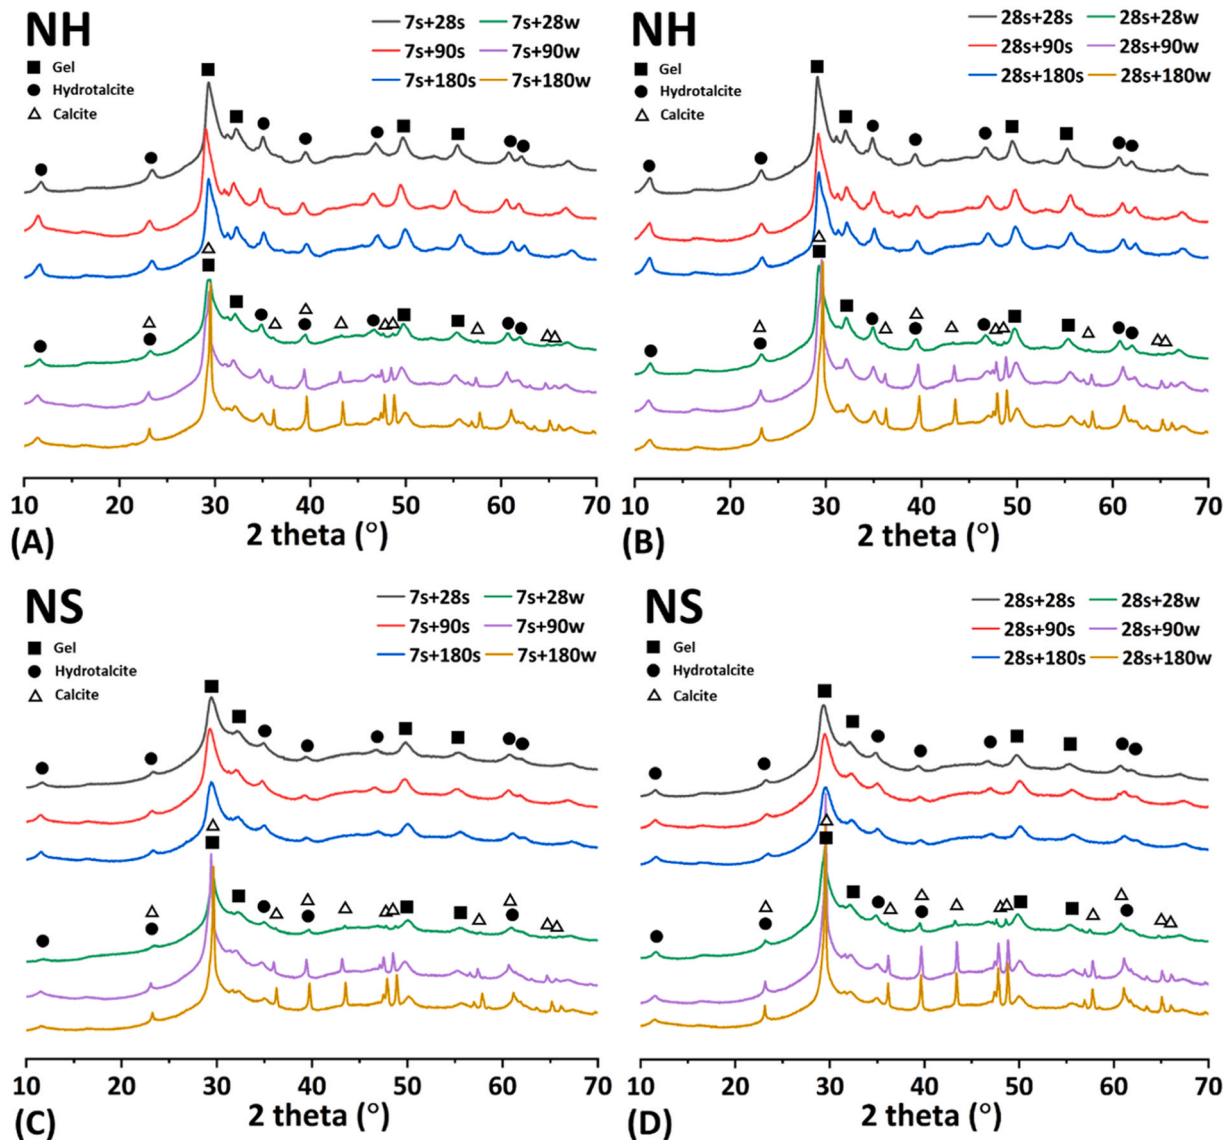 NH
■ Gel
● Hydrotalcite
△ Calcite
7s+28s 7s+28w
7s+90s 7s+90w
7s+180s 7s+180w
10 20 30 40 50 60 70
2 theta (°)
(A)
NH
■ Gel
● Hydrotalcite
△ Calcite
28s+28s 28s+28w
28s+90s 28s+90w
28s+180s 28s+180w
10 20 30 40 50 60 70
2 theta (°)
(B)
NS
■ Gel
● Hydrotalcite
△ Calcite
7s+28s 7s+28w
7s+90s 7s+90w
7s+180s 7s+180w
10 20 30 40 50 60 70
2 theta (°)
(C)
NS
■ Gel
● Hydrotalcite
△ Calcite
28s+28s 28s+28w
28s+90s 28s+90w
28s+180s 28s+180w
10 20 30 40 50 60 70
2 theta (°)
(D)